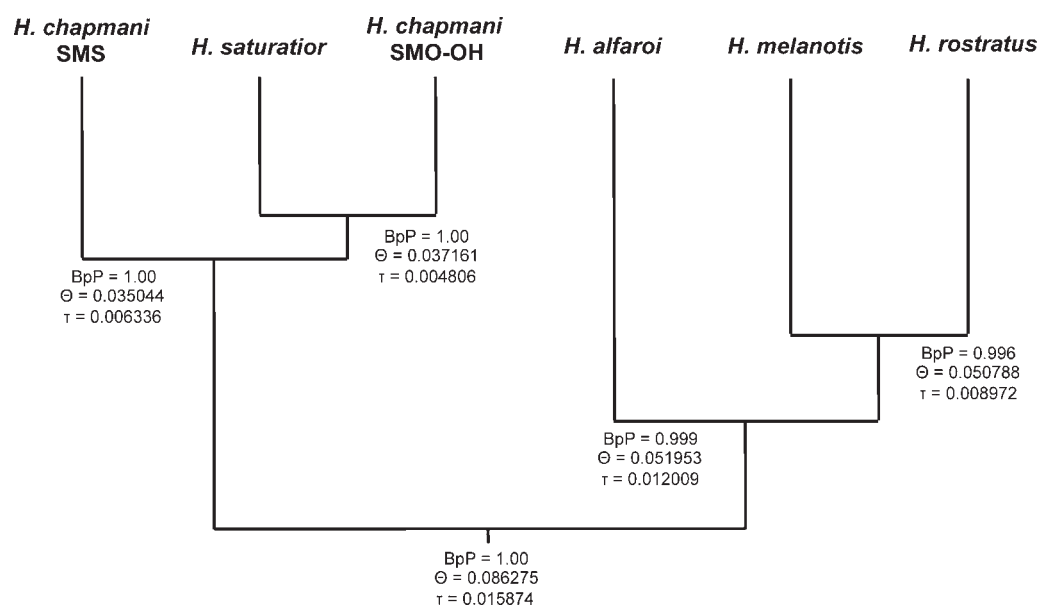 H. chapmani
SMS
H. saturatior
H. chapmani
SMO-OH
H. alfaroi
H. melanotis
H. rostratus
BpP = 1.00
Θ = 0.037161
τ = 0.004806
BpP = 1.00
Θ = 0.035044
τ = 0.006336
BpP = 0.996
Θ = 0.050788
τ = 0.008972
BpP = 0.999
Θ = 0.051953
τ = 0.012009
BpP = 1.00
Θ = 0.086275
τ = 0.015874